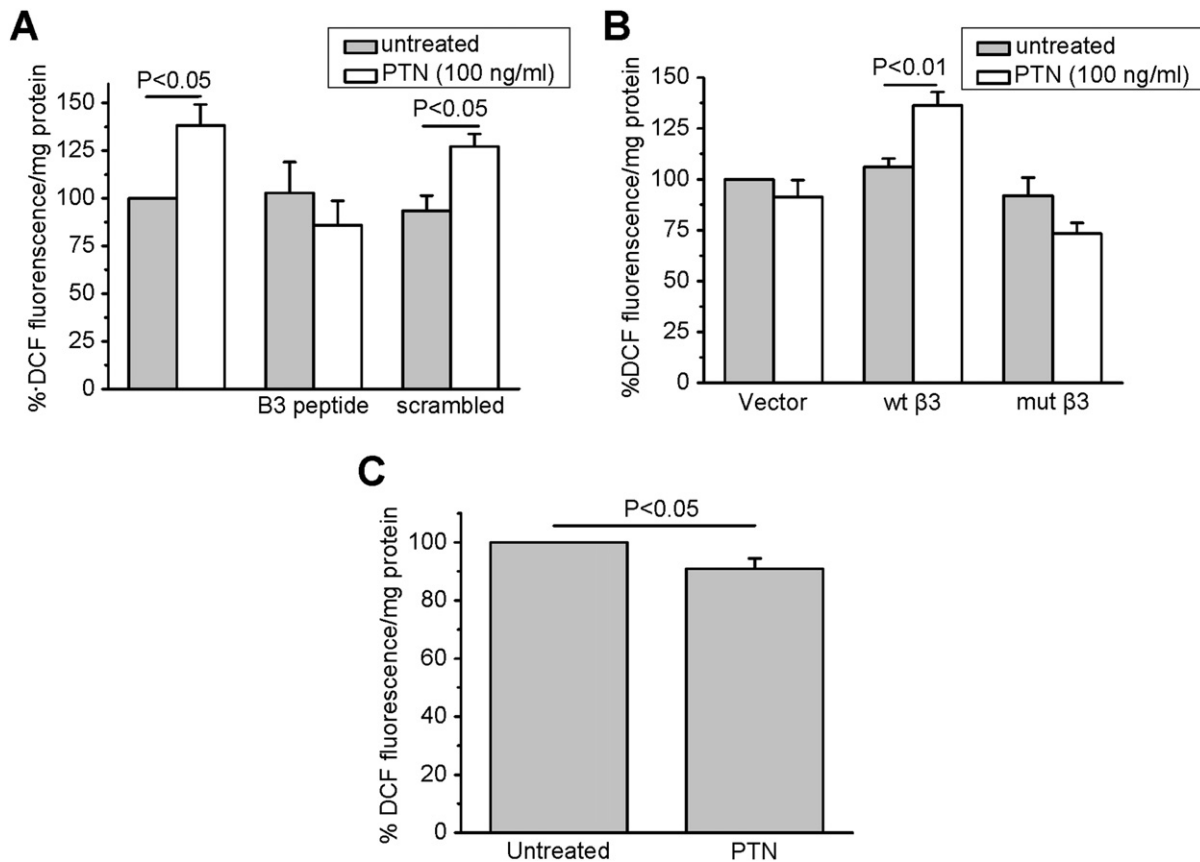 A
untreated
PTN (100 ng/ml)
P<0.05
P<0.05
%·DCF fluorenscence/mg protein
150
125
100
75
50
25
0
B3 peptide
scrambled
B
untreated
PTN (100 ng/ml)
P<0.01
%DCF fluorenscence/mg protein
150
125
100
75
50
25
0
Vector
wt β3
mut β3
C
P<0.05
% DCF fluorescence/mg protein
100
80
60
40
20
0
Untreated
PTN